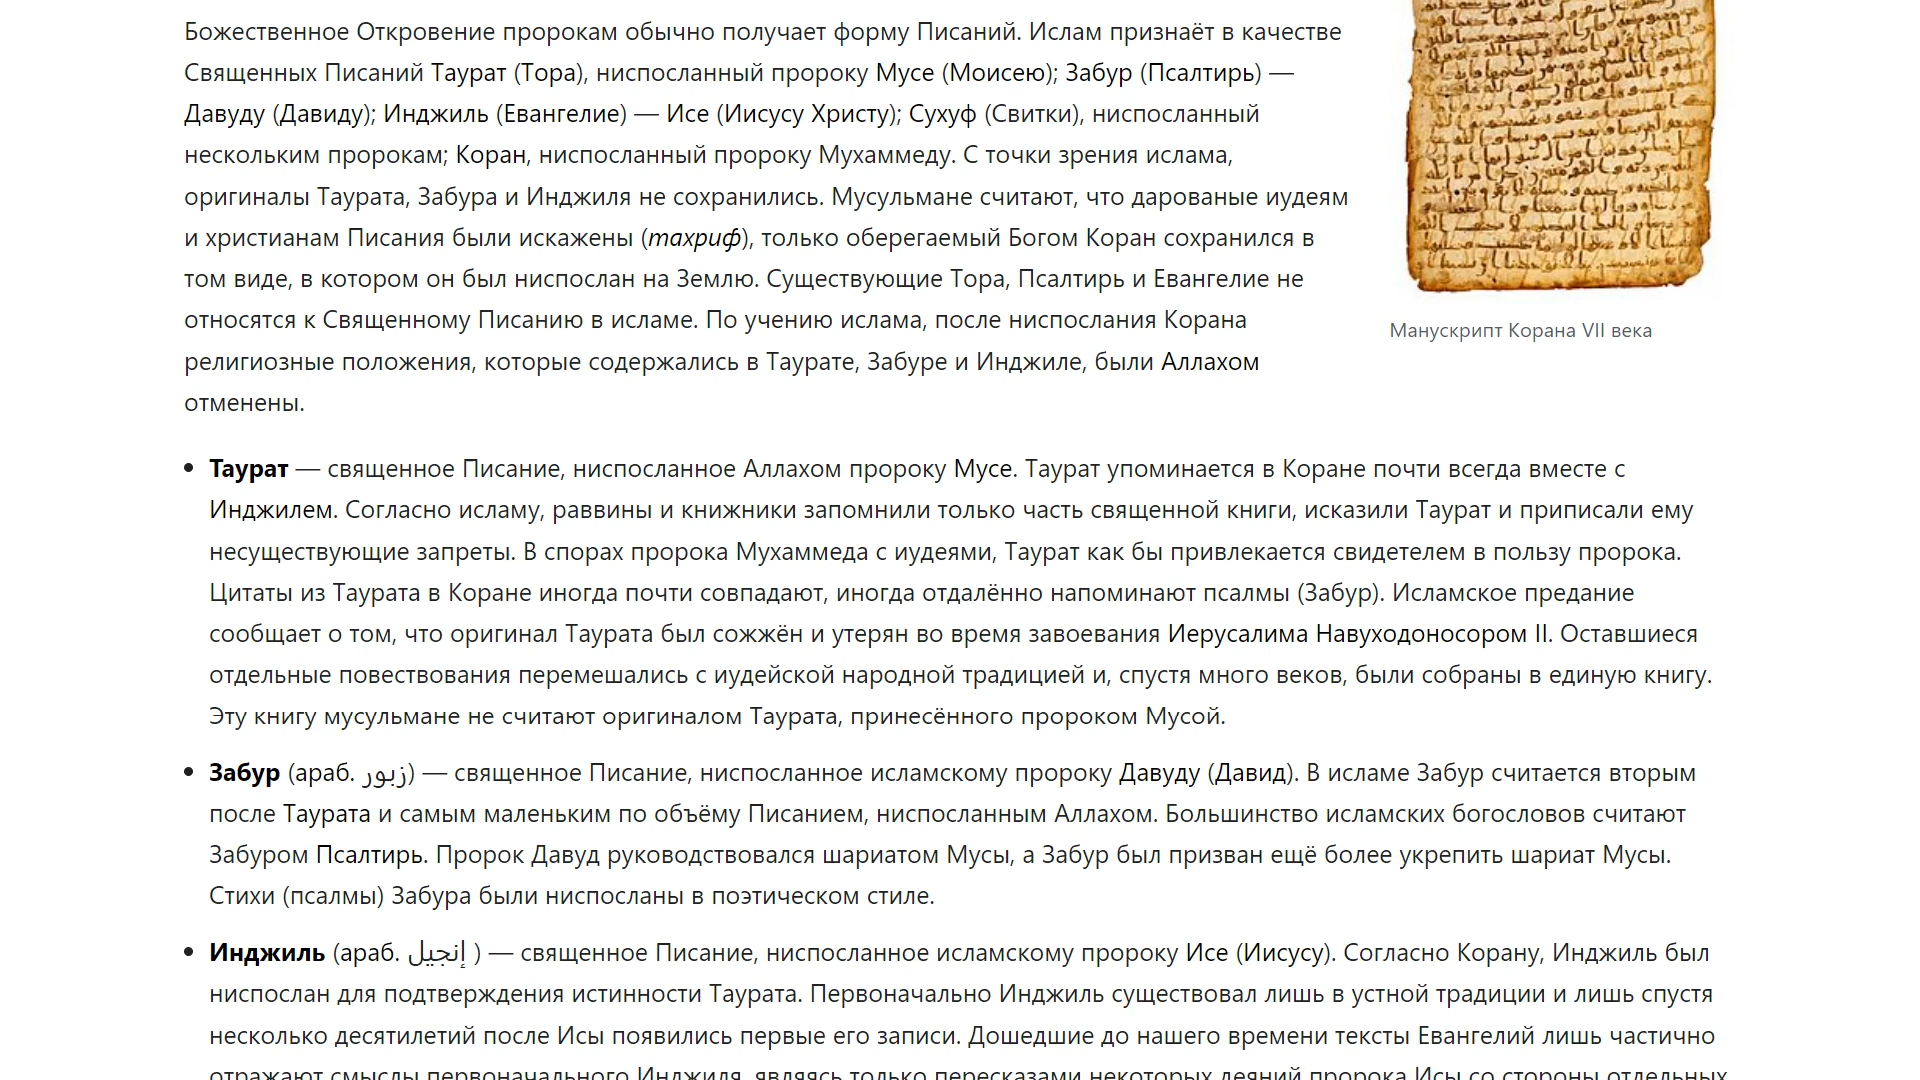 Божественное Откровение пророкам обычно получает форму Писаний. Ислам признаёт в качестве
Священных Писаний Таурат (Тора), ниспосланный пророку Мусе (Моисею); Забур (Псалтирь) —
Давуду (Давиду); Инджиль (Евангелие) — Исе (Иисусу Христу); Сухуф (Свитки), ниспосланный
нескольким пророкам; Коран, ниспосланный пророку Мухаммеду. С точки зрения ислама,
оригиналы Таурата, Забура и Инджиля не сохранились. Мусульмане считают, что дарованые иудеям
и христианам Писания были искажены (тахриф), только оберегаемый Богом Коран сохранился в
том виде, в котором он был ниспослан на Землю. Существующие Тора, Псалтирь и Евангелие не
относятся к Священному Писанию в исламе. По учению ислама, после ниспослания Корана
религиозные положения, которые содержались в Таурате, Забуре и Инджиле, были Аллахом
отменены.
Манускрипт Корана VII века
Таурат — священное Писание, ниспосланное Аллахом пророку Мусе. Таурат упоминается в Коране почти всегда вместе с
Инджилем. Согласно исламу, раввины и книжники запомнили только часть священной книги, исказили Таурат и приписали ему
несуществующие запреты. В спорах пророка Мухаммеда с иудеями, Таурат как бы привлекается свидетелем в пользу пророка.
Цитаты из Таурата в Коране иногда почти совпадают, иногда отдалённо напоминают псалмы (Забур). Исламское предание
сообщает о том, что оригинал Таурата был сожжён и утерян во время завоевания Иерусалима Навуходоносором II. Оставшиеся
отдельные повествования перемешались с иудейской народной традицией и, спустя много веков, были собраны в единую книгу.
Эту книгу мусульмане не считают оригиналом Таурата, принесённого пророком Мусой.
Забур (араб. زبور) — священное Писание, ниспосланное исламскому пророку Давуду (Давид). В исламе Забур считается вторым
после Таурата и самым маленьким по объёму Писанием, ниспосланным Аллахом. Большинство исламских богословов считают
Забуром Псалтирь. Пророк Давуд руководствовался шариатом Мусы, а Забур был призван ещё более укрепить шариат Мусы.
Стихи (псалмы) Забура были ниспосланы в поэтическом стиле.
Инджиль (араб. إنجيل ) — священное Писание, ниспосланное исламскому пророку Исе (Иисусу). Согласно Корану, Инджиль был
ниспослан для подтверждения истинности Таурата. Первоначально Инджиль существовал лишь в устной традиции и лишь спустя
несколько десятилетий после Исы появились первые его записи. Дошедшие до нашего времени тексты Евангелий лишь частично
отражают смыслы первоначального Инджиля, являясь только пересказами некоторых деяний пророка Исы со стороны отдельных